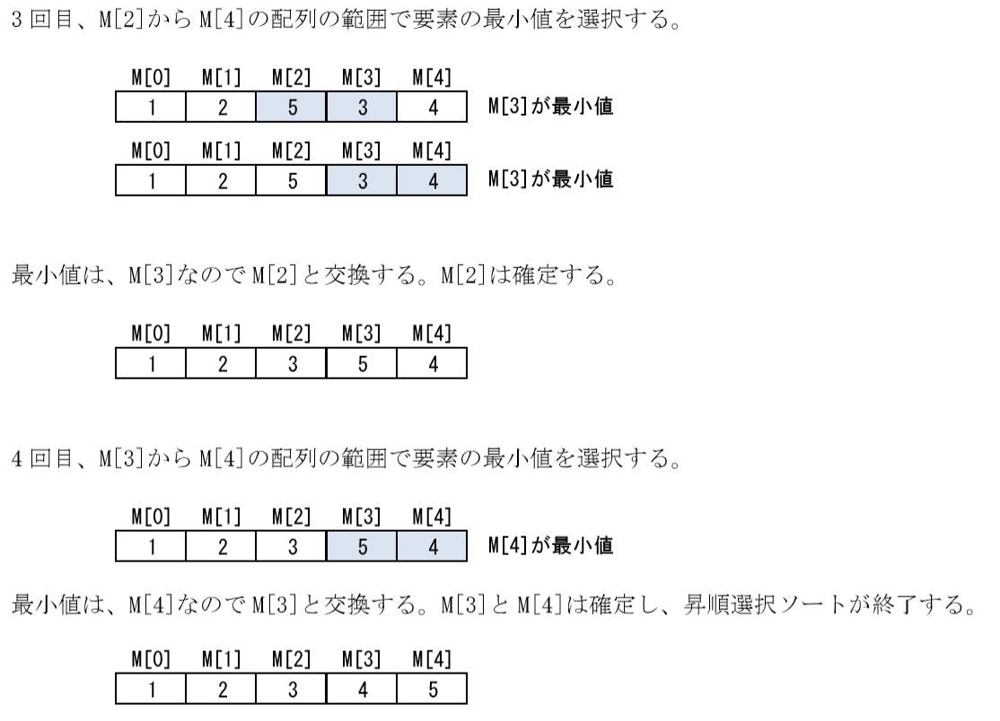 3回目、M[2]からM[4]の配列の範囲で要素の最小値を選択する。
M[0] M[1] M[2] M[3] M[4]
1 2 5 3 4 M[3]が最小値
M[0] M[1] M[2] M[3] M[4]
1 2 5 3 4 M[3]が最小値
最小値は、M[3]なのでM[2]と交換する。M[2]は確定する。
M[0] M[1] M[2] M[3] M[4]
1 2 3 5 4
4回目、M[3]からM[4]の配列の範囲で要素の最小値を選択する。
M[0] M[1] M[2] M[3] M[4]
1 2 3 5 4 M[4]が最小値
最小値は、M[4]なのでM[3]と交換する。M[3]とM[4]は確定し、昇順選択ソートが終了する。
M[0] M[1] M[2] M[3] M[4]
1 2 3 4 5